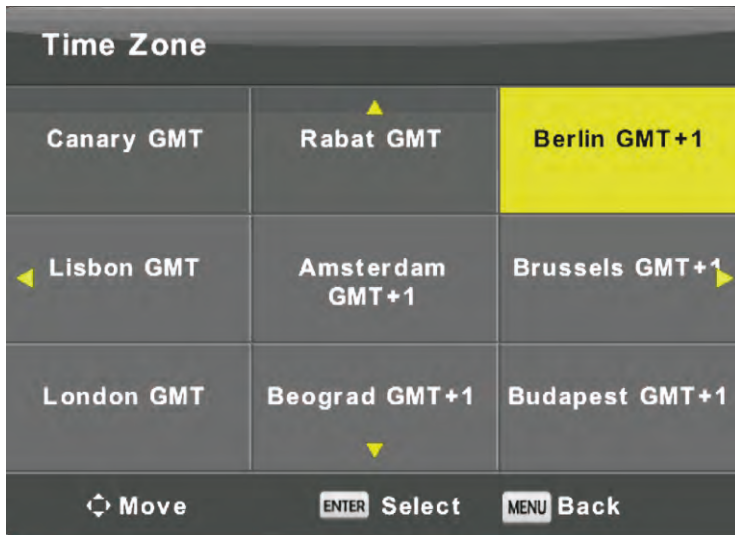 Time Zone
Canary GMT
Rabat GMT
Berlin GMT+1
Lisbon GMT
Amsterdam
GMT+1
Brussels GMT+1
London GMT
Beograd GMT+1
Budapest GMT+1
Move
ENTER Select
MENU Back